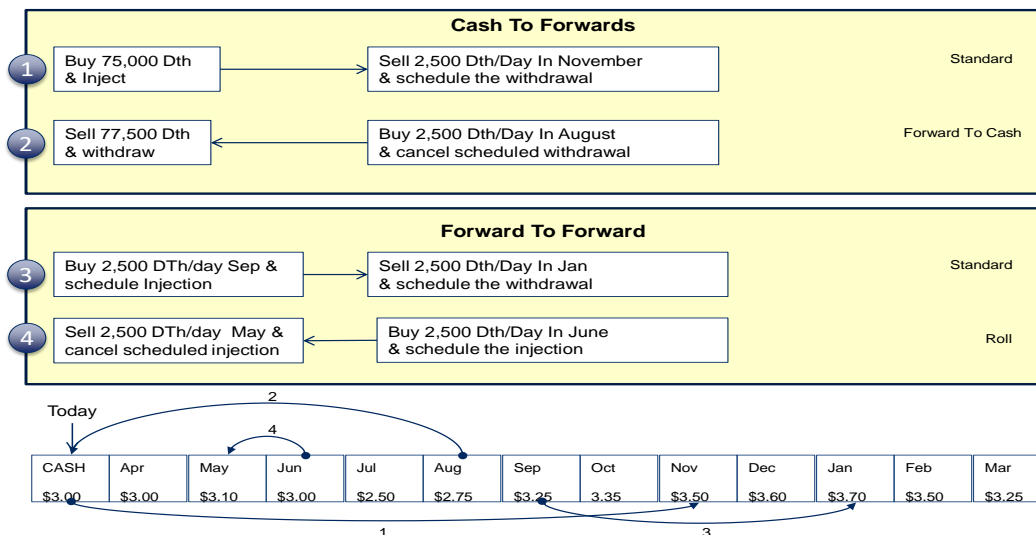 Cash To Forwards
1
Buy 75,000 Dth
& Inject
Sell 2,500 Dth/Day In November
& schedule the withdrawal
Standard
2
Sell 77,500 Dth
& withdraw
Buy 2,500 Dth/Day In August
& cancel scheduled withdrawal
Forward To Cash
Forward To Forward
3
Buy 2,500 DTh/day Sep &
schedule Injection
Sell 2,500 Dth/Day In Jan
& schedule the withdrawal
Standard
4
Sell 2,500 DTh/day May &
cancel scheduled injection
Buy 2,500 Dth/Day In June
& schedule the injection
Roll
Today
2
4
CASH Apr May Jun Jul Aug Sep Oct Nov Dec Jan Feb Mar
$3.00 $3.00 $3.10 $3.00 $2.50 $2.75 $3.25 3.35 $3.50 $3.60 $3.70 $3.50 $3.25
1
3